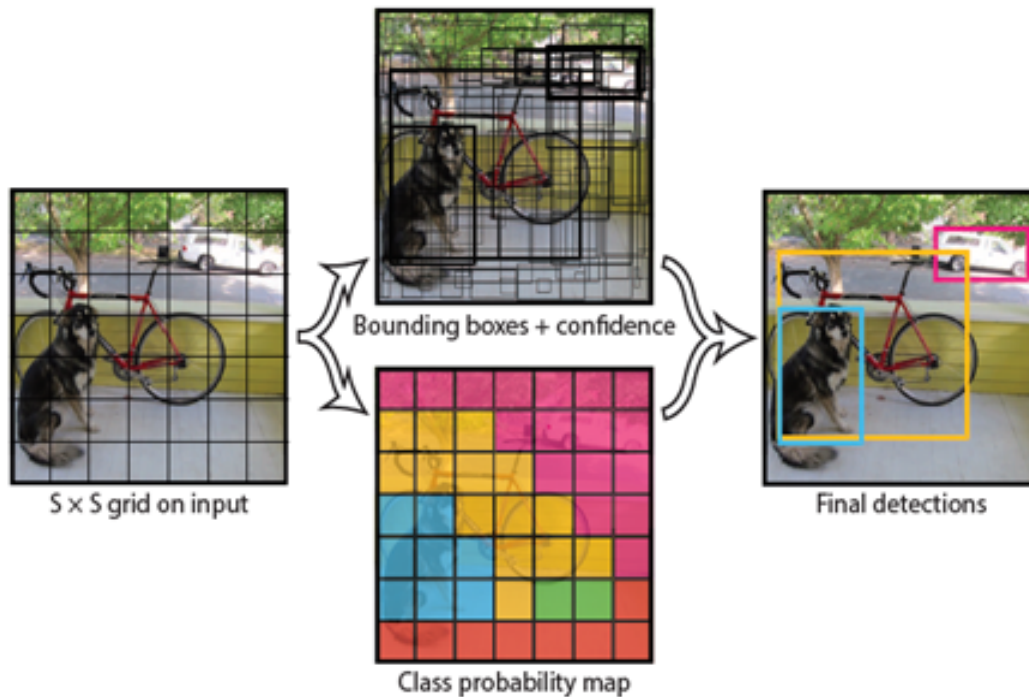 Bounding boxes + confidence
S × S grid on input
Final detections
Class probability map